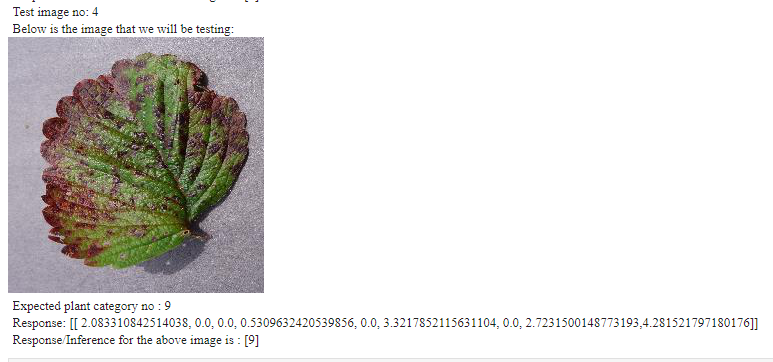 Test image no: 4
Below is the image that we will be testing:
Expected plant category no : 9
Response: [[ 2.083310842514038, 0.0, 0.0, 0.5309632420539856, 0.0, 3.3217852115631104, 0.0, 2.7231500148773193,4.281521797180176]]
Response/Inference for the above image is : [9]